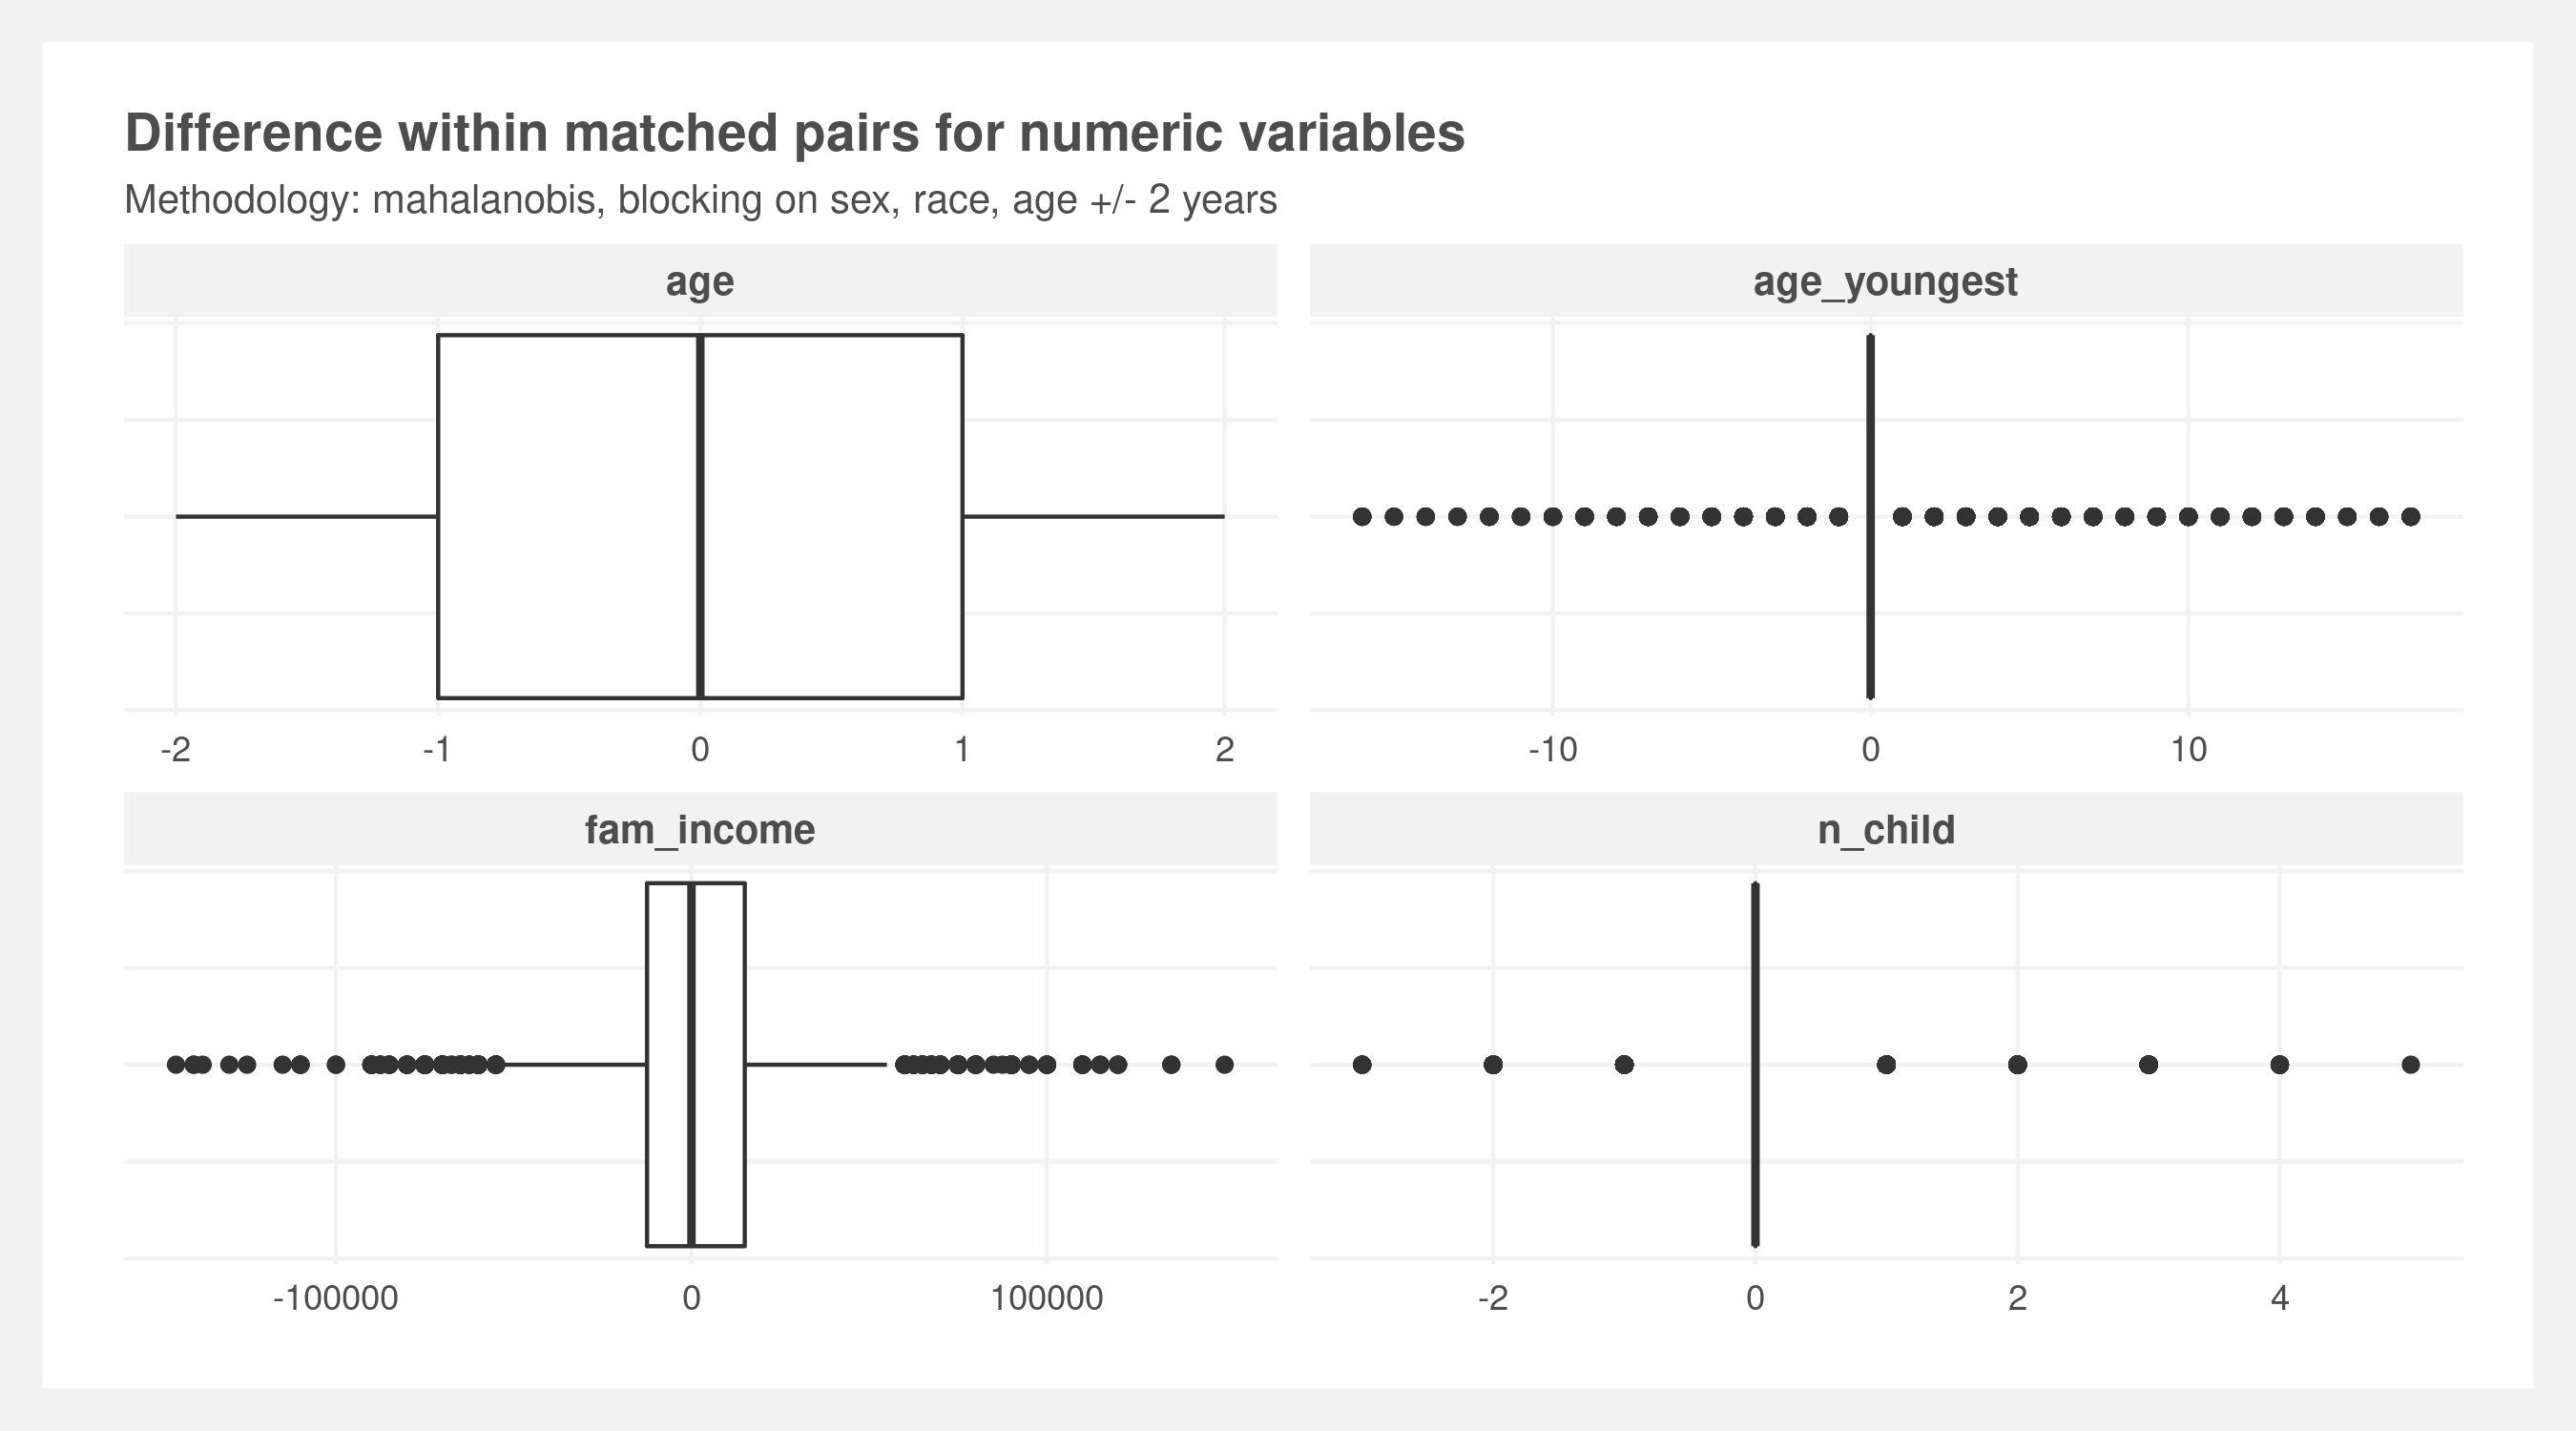 Difference within matched pairs for numeric variables
Methodology: mahalanobis, blocking on sex, race, age +/- 2 years
age
age_youngest
-2 -1 0 1 2
-10 0 10
fam_income
n_child
-100000 0 100000
-2 0 2 4